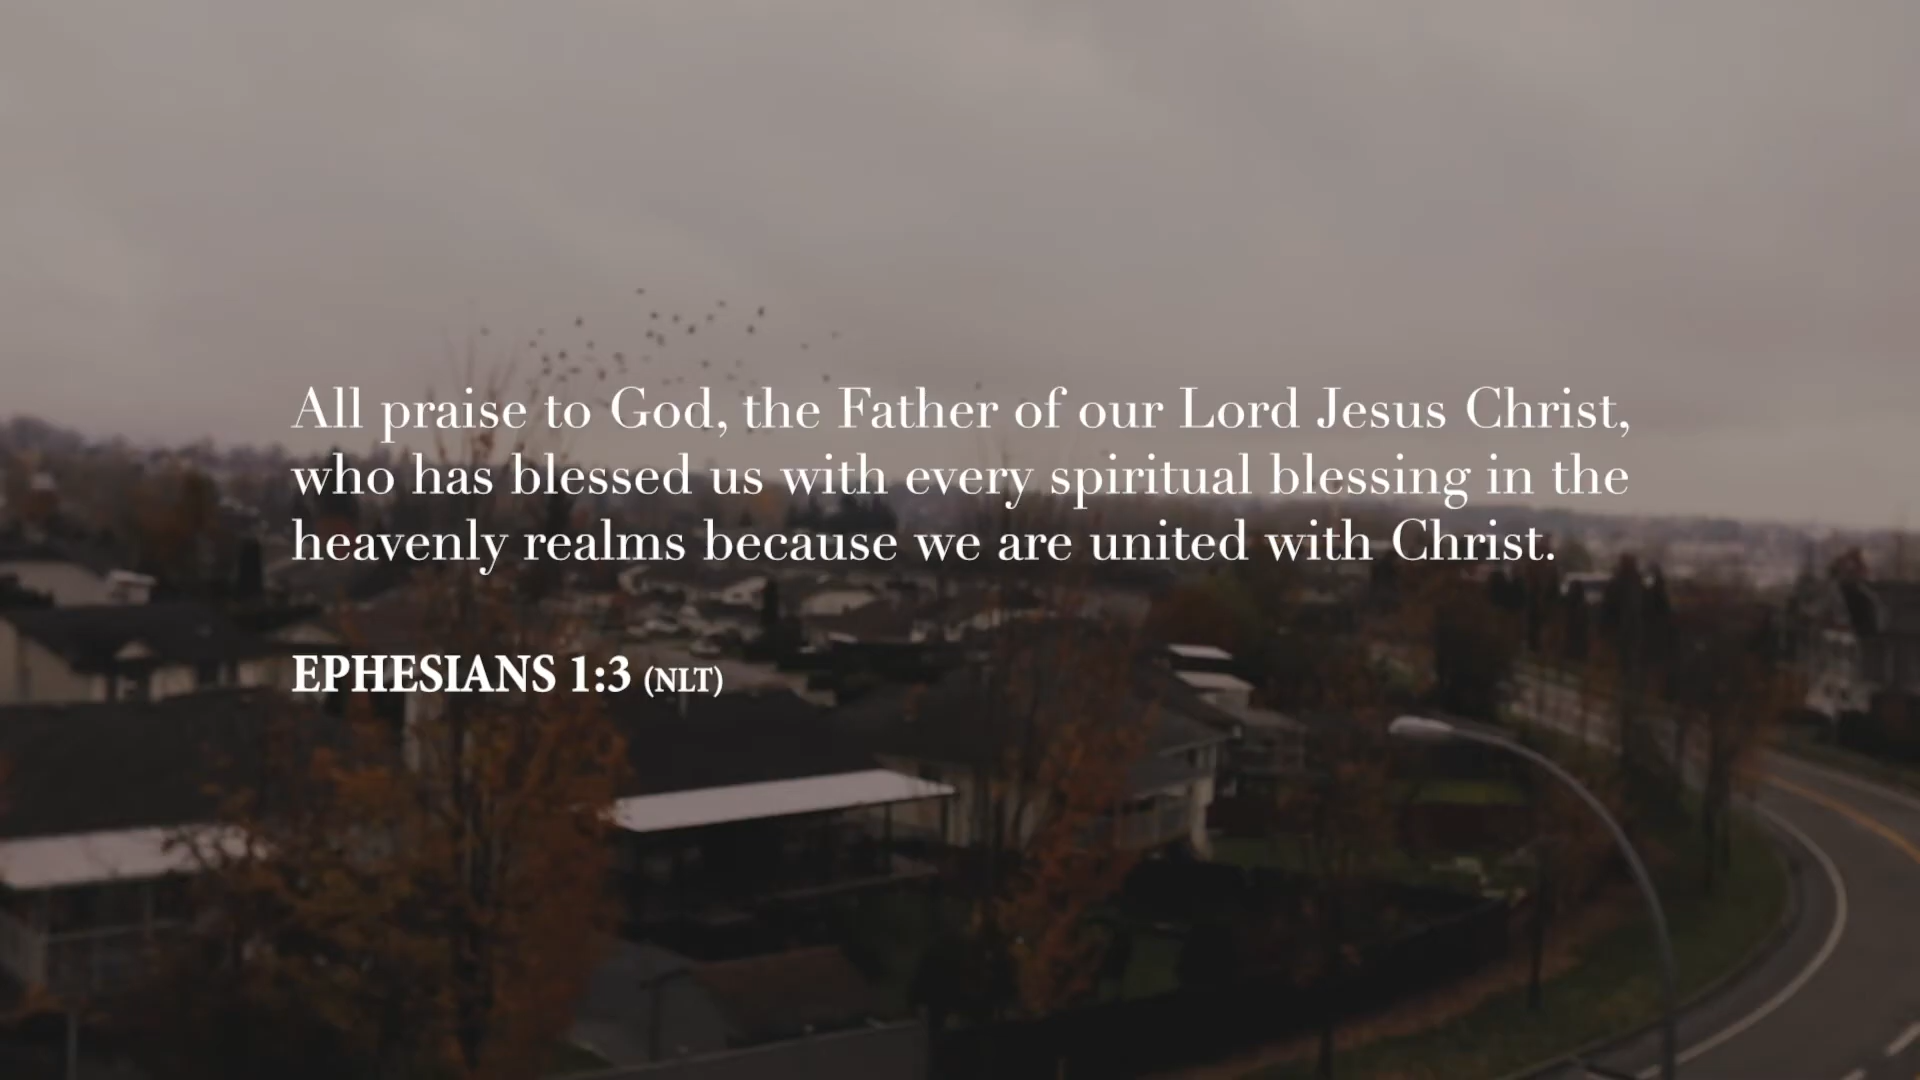 All praise to God, the Father of our Lord Jesus Christ,
who has blessed us with every spiritual blessing in the
heavenly realms because we are united with Christ.
EPHESIANS 1:3 (NLT)